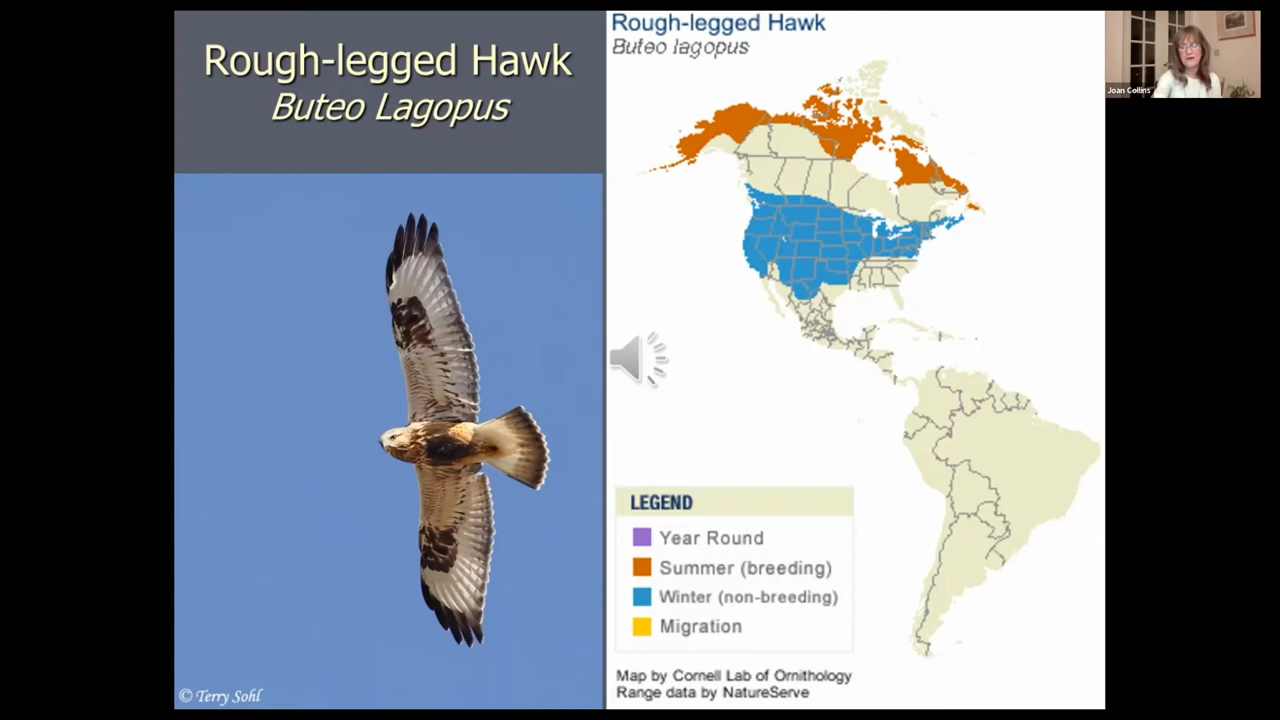 Rough-legged Hawk
Buteo Lagopus
© Terry Sohl
Rough-legged Hawk
Buteo lagopus
LEGEND
Year Round
Summer (breeding)
Winter (non-breeding)
Migration
Map by Cornell Lab of Ornithology
Range data by NatureServe
Joan Collins